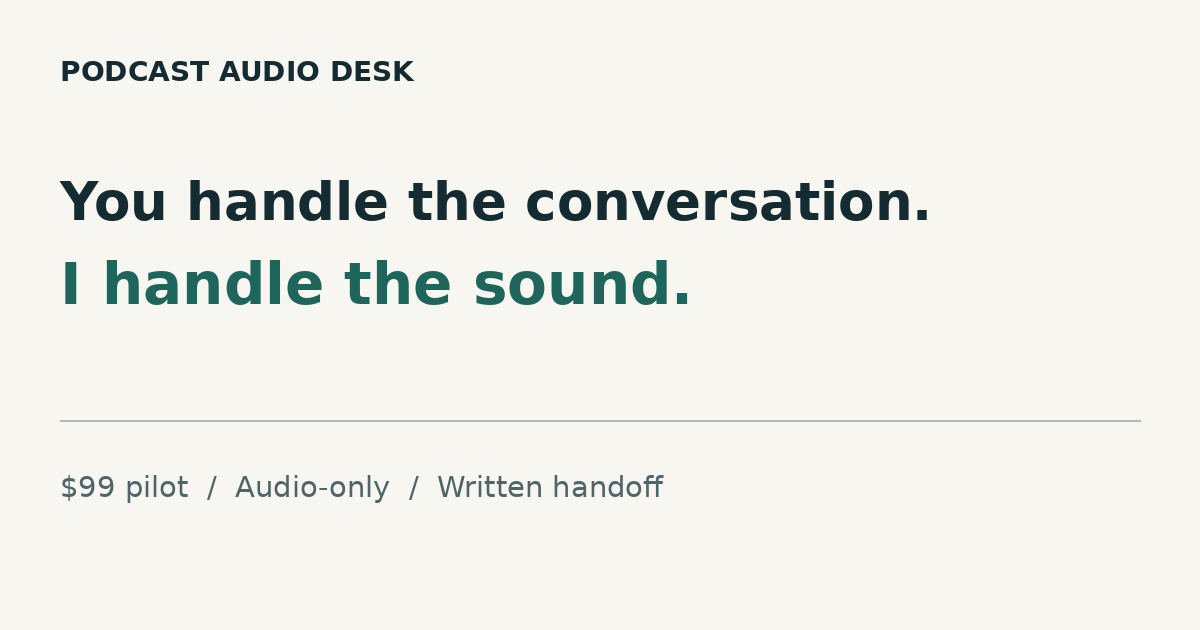 PODCAST AUDIO DESK
You handle the conversation.
I handle the sound.
$99 pilot / Audio-only / Written handoff